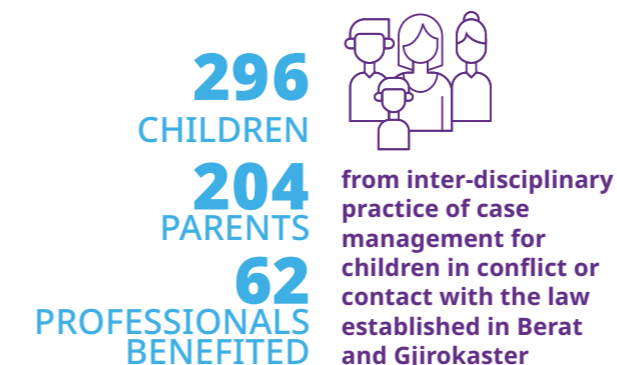 296
CHILDREN
204
PARENTS
62
PROFESSIONALS
BENEFITED
from inter-disciplinary
practice of case
management for
children in conflict or
contact with the law
established in Berat
and Gjirokaster